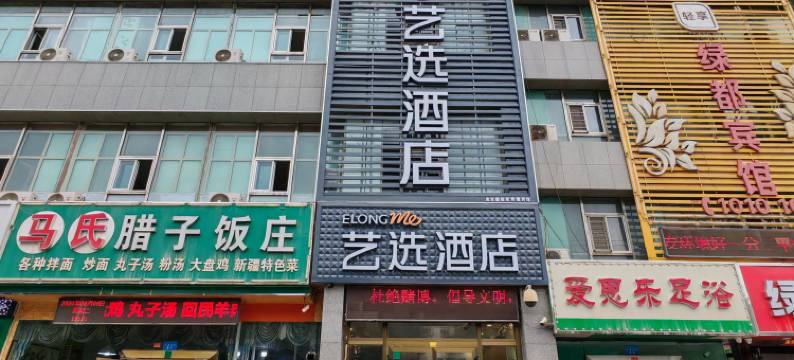 艺选酒店
ELONG me
艺选酒店
杜绝赌博，倡导文明，
马氏腊子饭庄
各种拌面 炒面 丸子汤 粉汤 大盘鸡 新疆特色菜
丸子汤 回民羊
轻享
绿都宾馆
爱恩乐足浴
绿